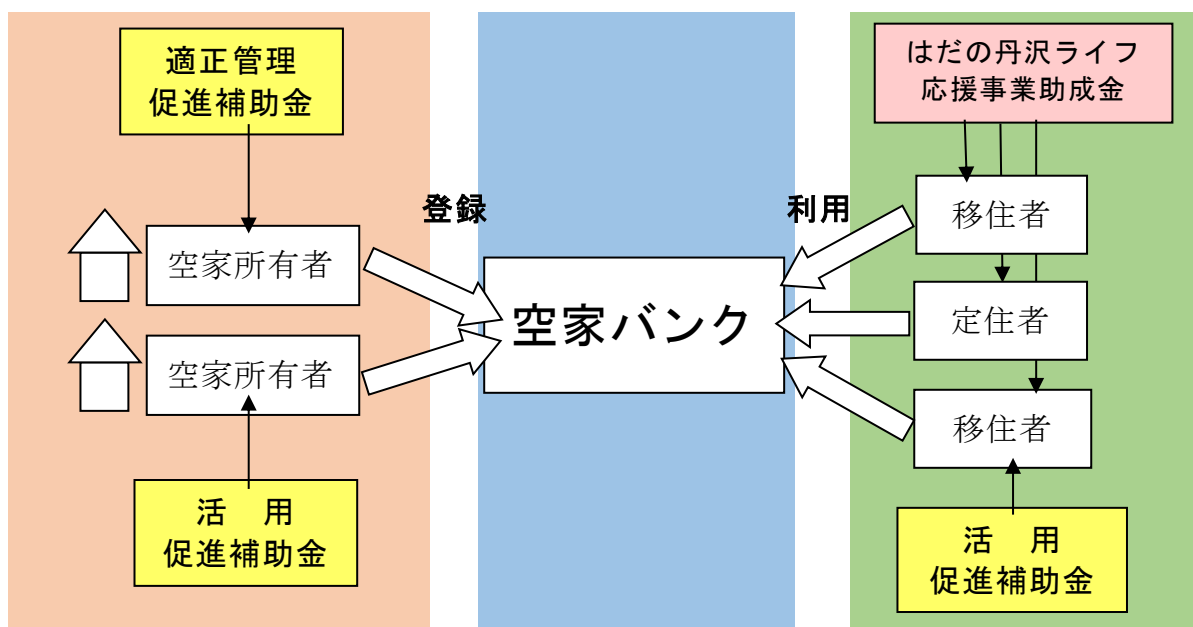 適正管理
促進補助金
空家所有者
空家所有者
活　用
促進補助金
登録
空家バンク
利用
はだの丹沢ライフ
応援事業助成金
移住者
定住者
移住者
活　用
促進補助金